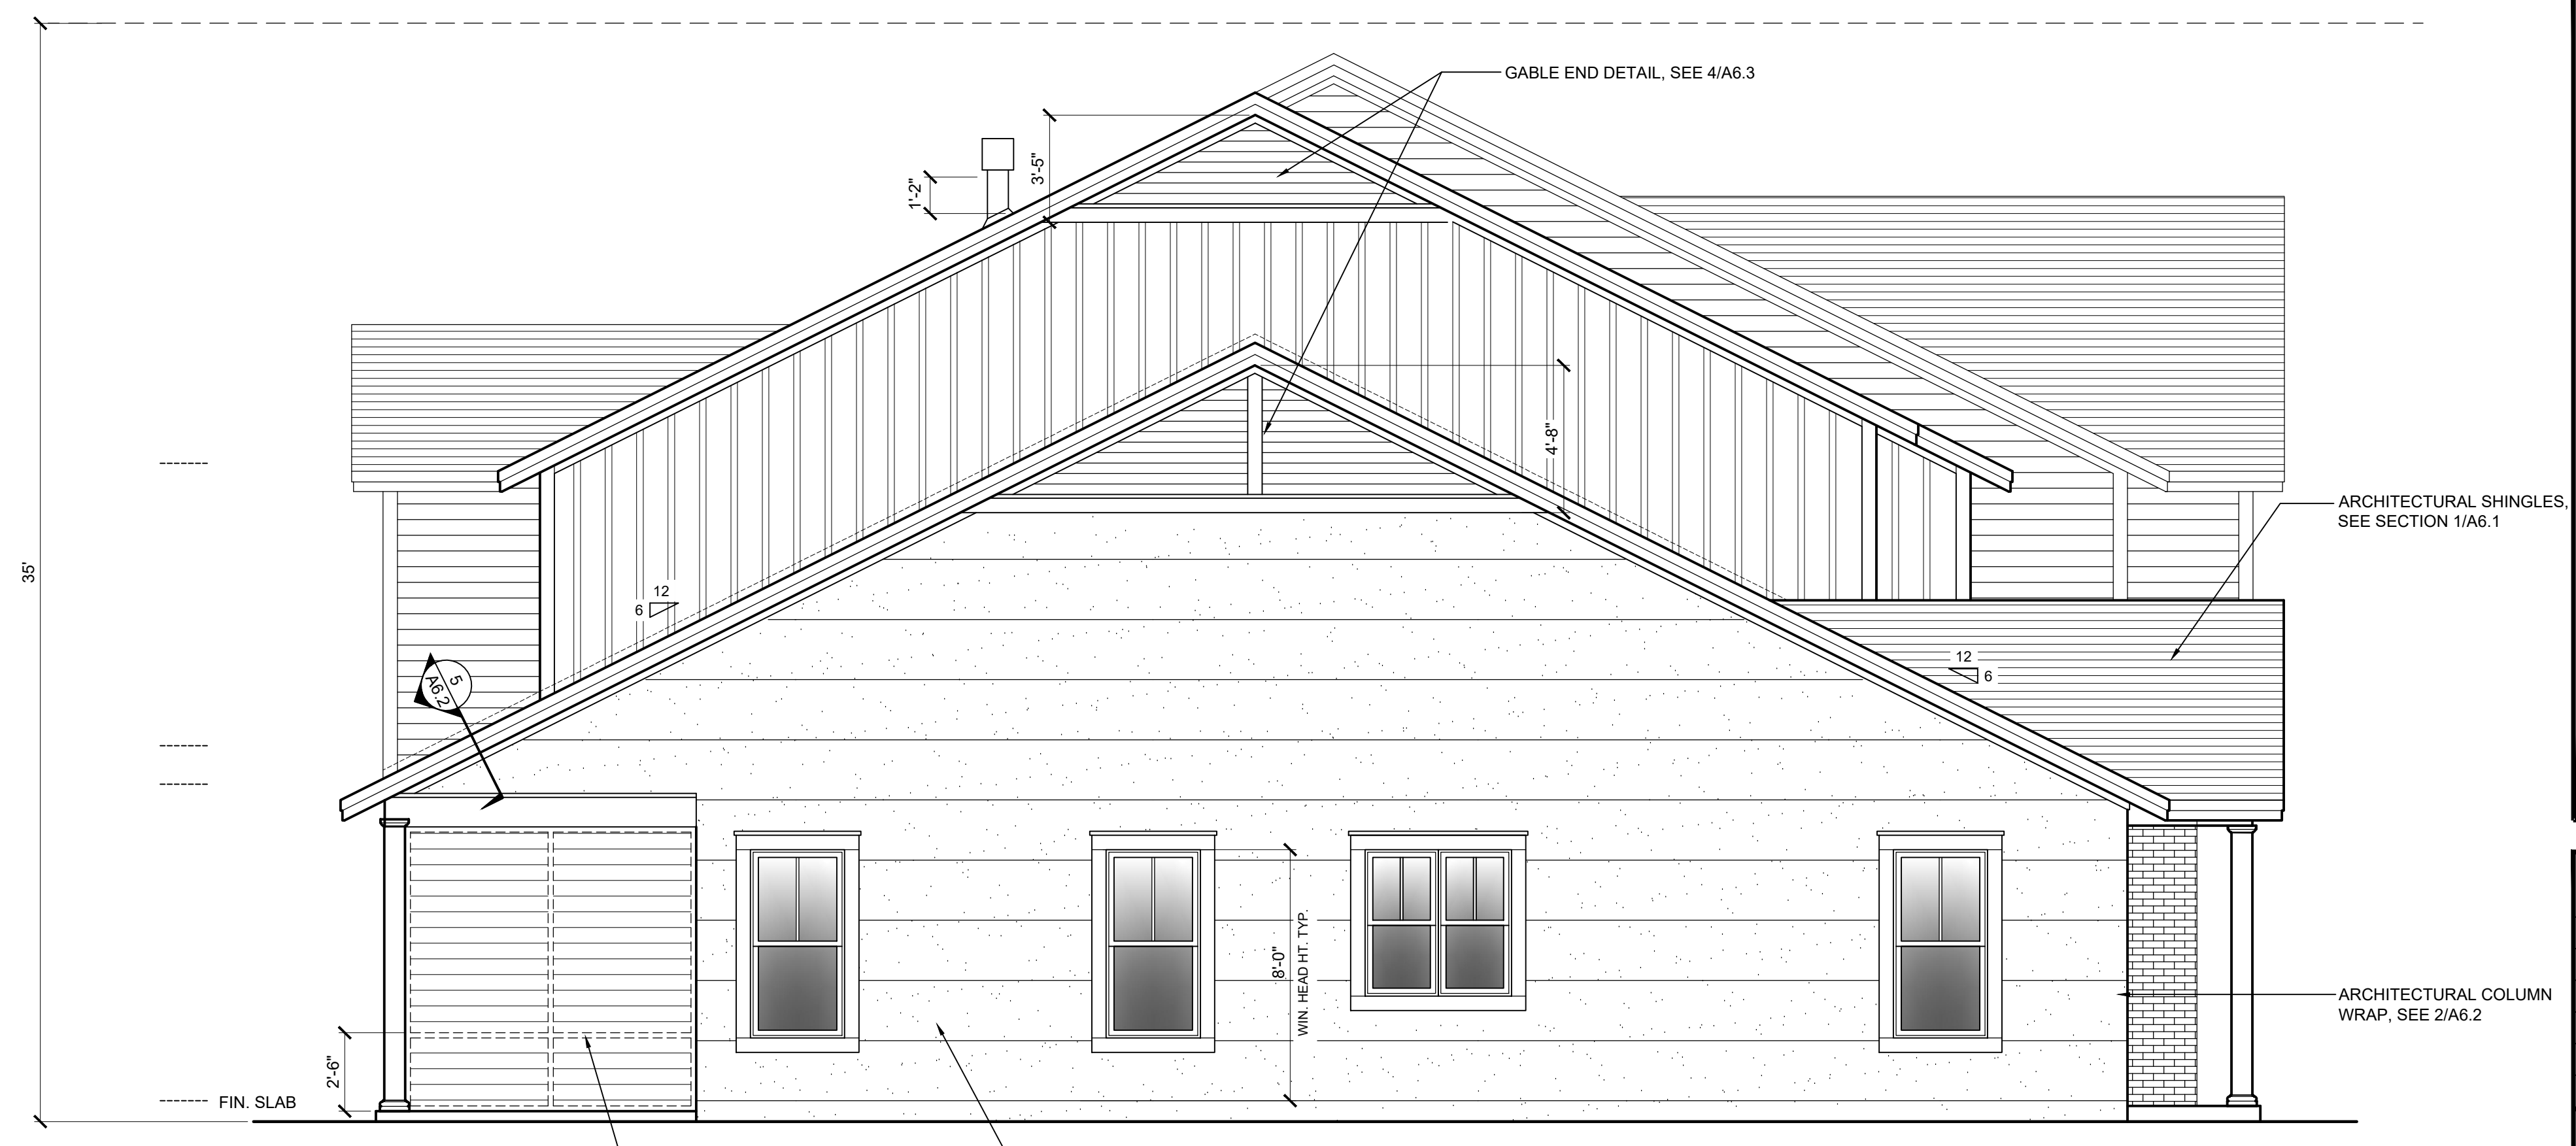 GABLE END DETAIL, SEE 4/A6.3
3'-5"
1'-2"
4'-8"
ARCHITECTURAL SHINGLES,
SEE SECTION 1/A6.1
35'
12
6
12
6
5
A6.2
8'-0"
WIN. HEAD HT. TYP.
ARCHITECTURAL COLUMN
WRAP, SEE 2/A6.2
2'-6"
FIN. SLAB